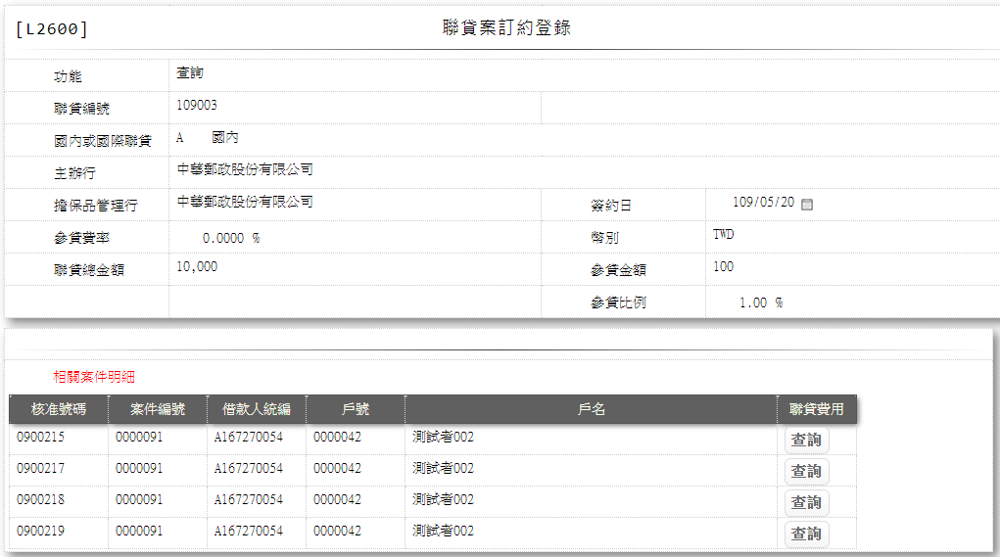 [L2600] 聯貸案訂約登錄
功能 查詢
聯貸編號 109003
國內或國際聯貸 A 國內
主辦行 中華郵政股份有限公司
擔保品管理行 中華郵政股份有限公司 簽約日 109/05/20
參貸費率 0.0000 % 幣別 TWD
聯貸總金額 10,000 參貸金額 100
參貸比例 1.00 %
相關案件明細
核准號碼 案件編號 借款人統編 戶號 戶名 聯貸費用
0900215 0000091 A167270054 0000042 測試者002 查詢
0900217 0000091 A167270054 0000042 測試者002 查詢
0900218 0000091 A167270054 0000042 測試者002 查詢
0900219 0000091 A167270054 0000042 測試者002 查詢